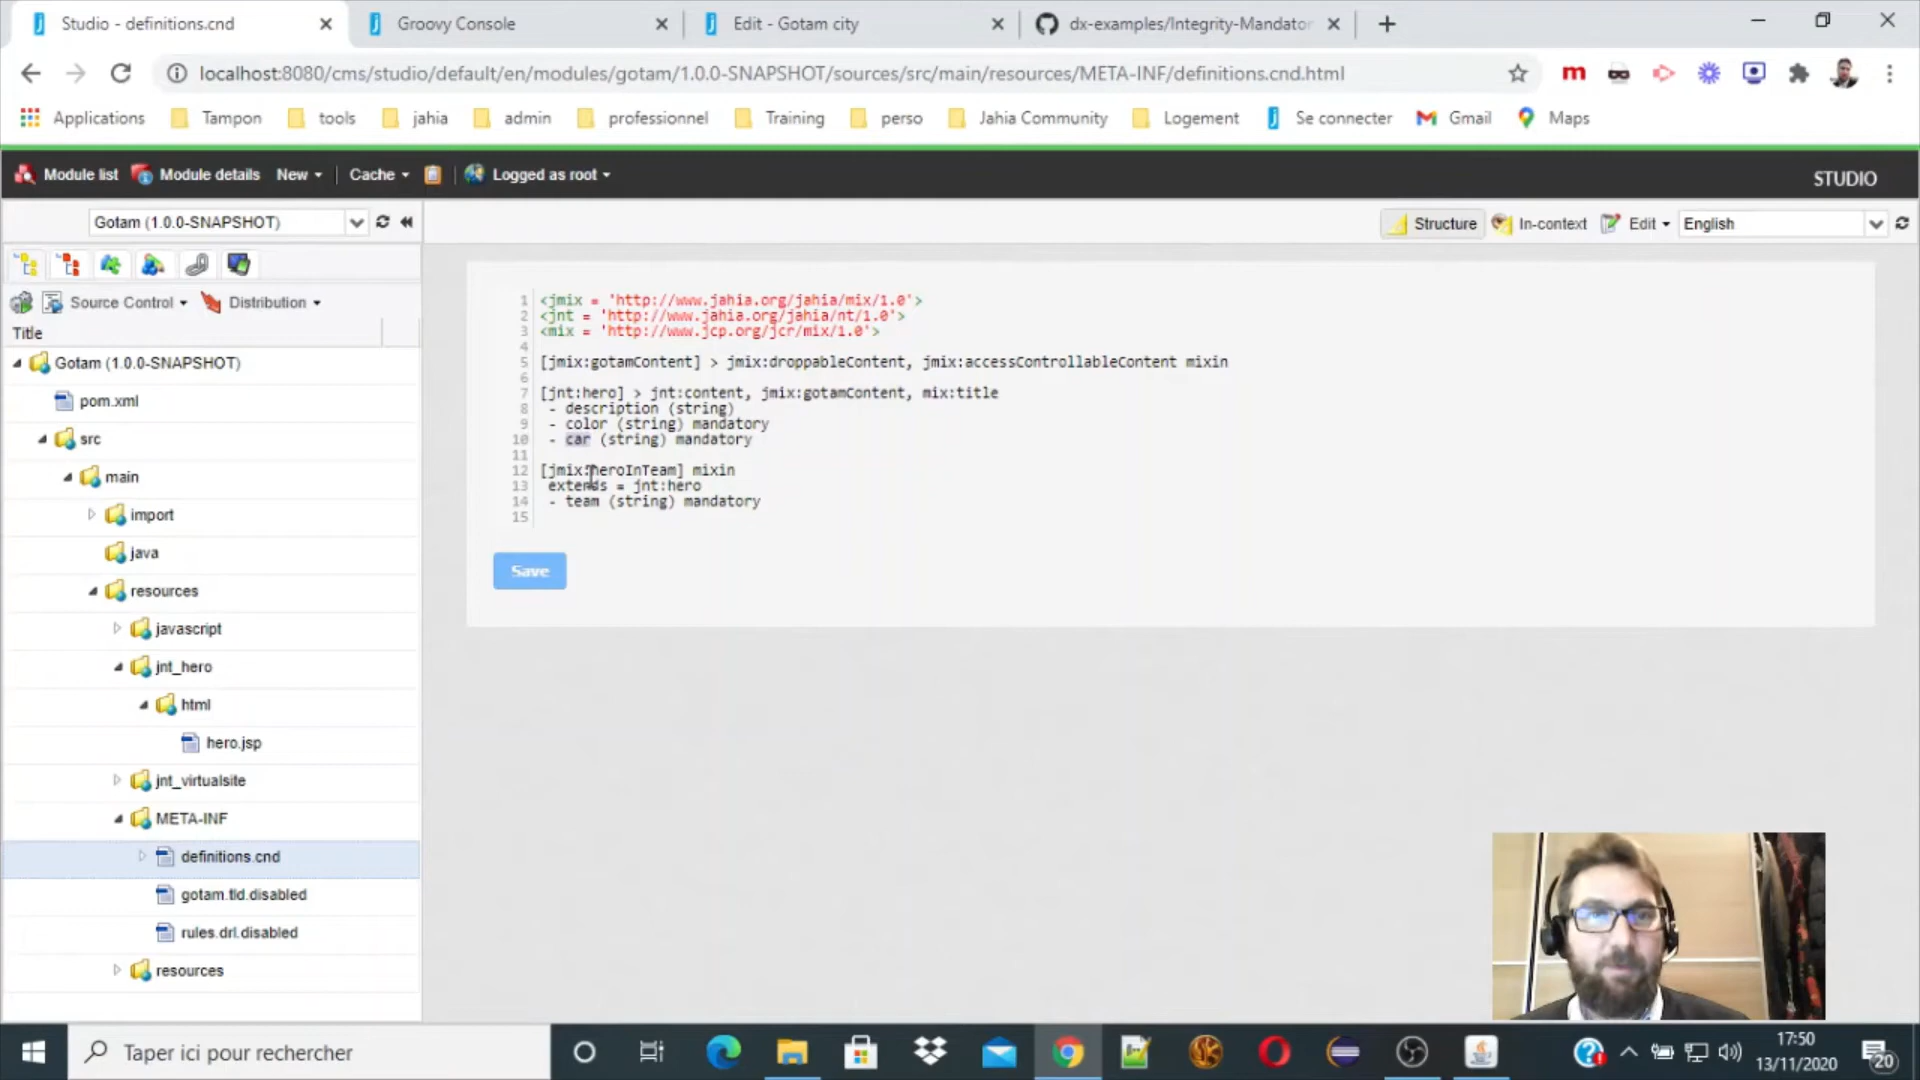 Studio - definitions.cnd
Groovy Console
Edit - Gotam city
dx-examples/Integrity-Mandator
localhost:8080/cms/studio/default/en/modules/gotam/1.0.0-SNAPSHOT/sources/src/main/resources/META-INF/definitions.cnd.html
Applications Tampon tools jahia admin professionnel Training perso Jahia Community Logement Se connecter Gmail Maps
Module list Module details New Cache Logged as root STUDIO
Gotam (1.0.0-SNAPSHOT) Structure In-context Edit English
Source Control Distribution
Title
Gotam (1.0.0-SNAPSHOT)
pom.xml
src
main
import
java
resources
javascript
jnt_hero
html
hero.jsp
jnt_virtualsite
META-INF
definitions.cnd
gotam.tld.disabled
rules.drl.disabled
resources
1 <jmix = 'http://www.jahia.org/jahia/mix/1.0'>
2 <jnt = 'http://www.jahia.org/jahia/nt/1.0'>
3 <mix = 'http://www.jcp.org/jcr/mix/1.0'>
4
5 [jmix:gotamContent] > jmix:droppableContent, jmix:accessControllableContent mixin
6
7 [jnt:hero] > jnt:content, jmix:gotamContent, mix:title
8 - description (string)
9 - color (string) mandatory
10 - car (string) mandatory
11
12 [jmix:heroInTeam] mixin
13 extends = jnt:hero
14 - team (string) mandatory
15
Save
Taper ici pour rechercher
17:50
13/11/2020
20